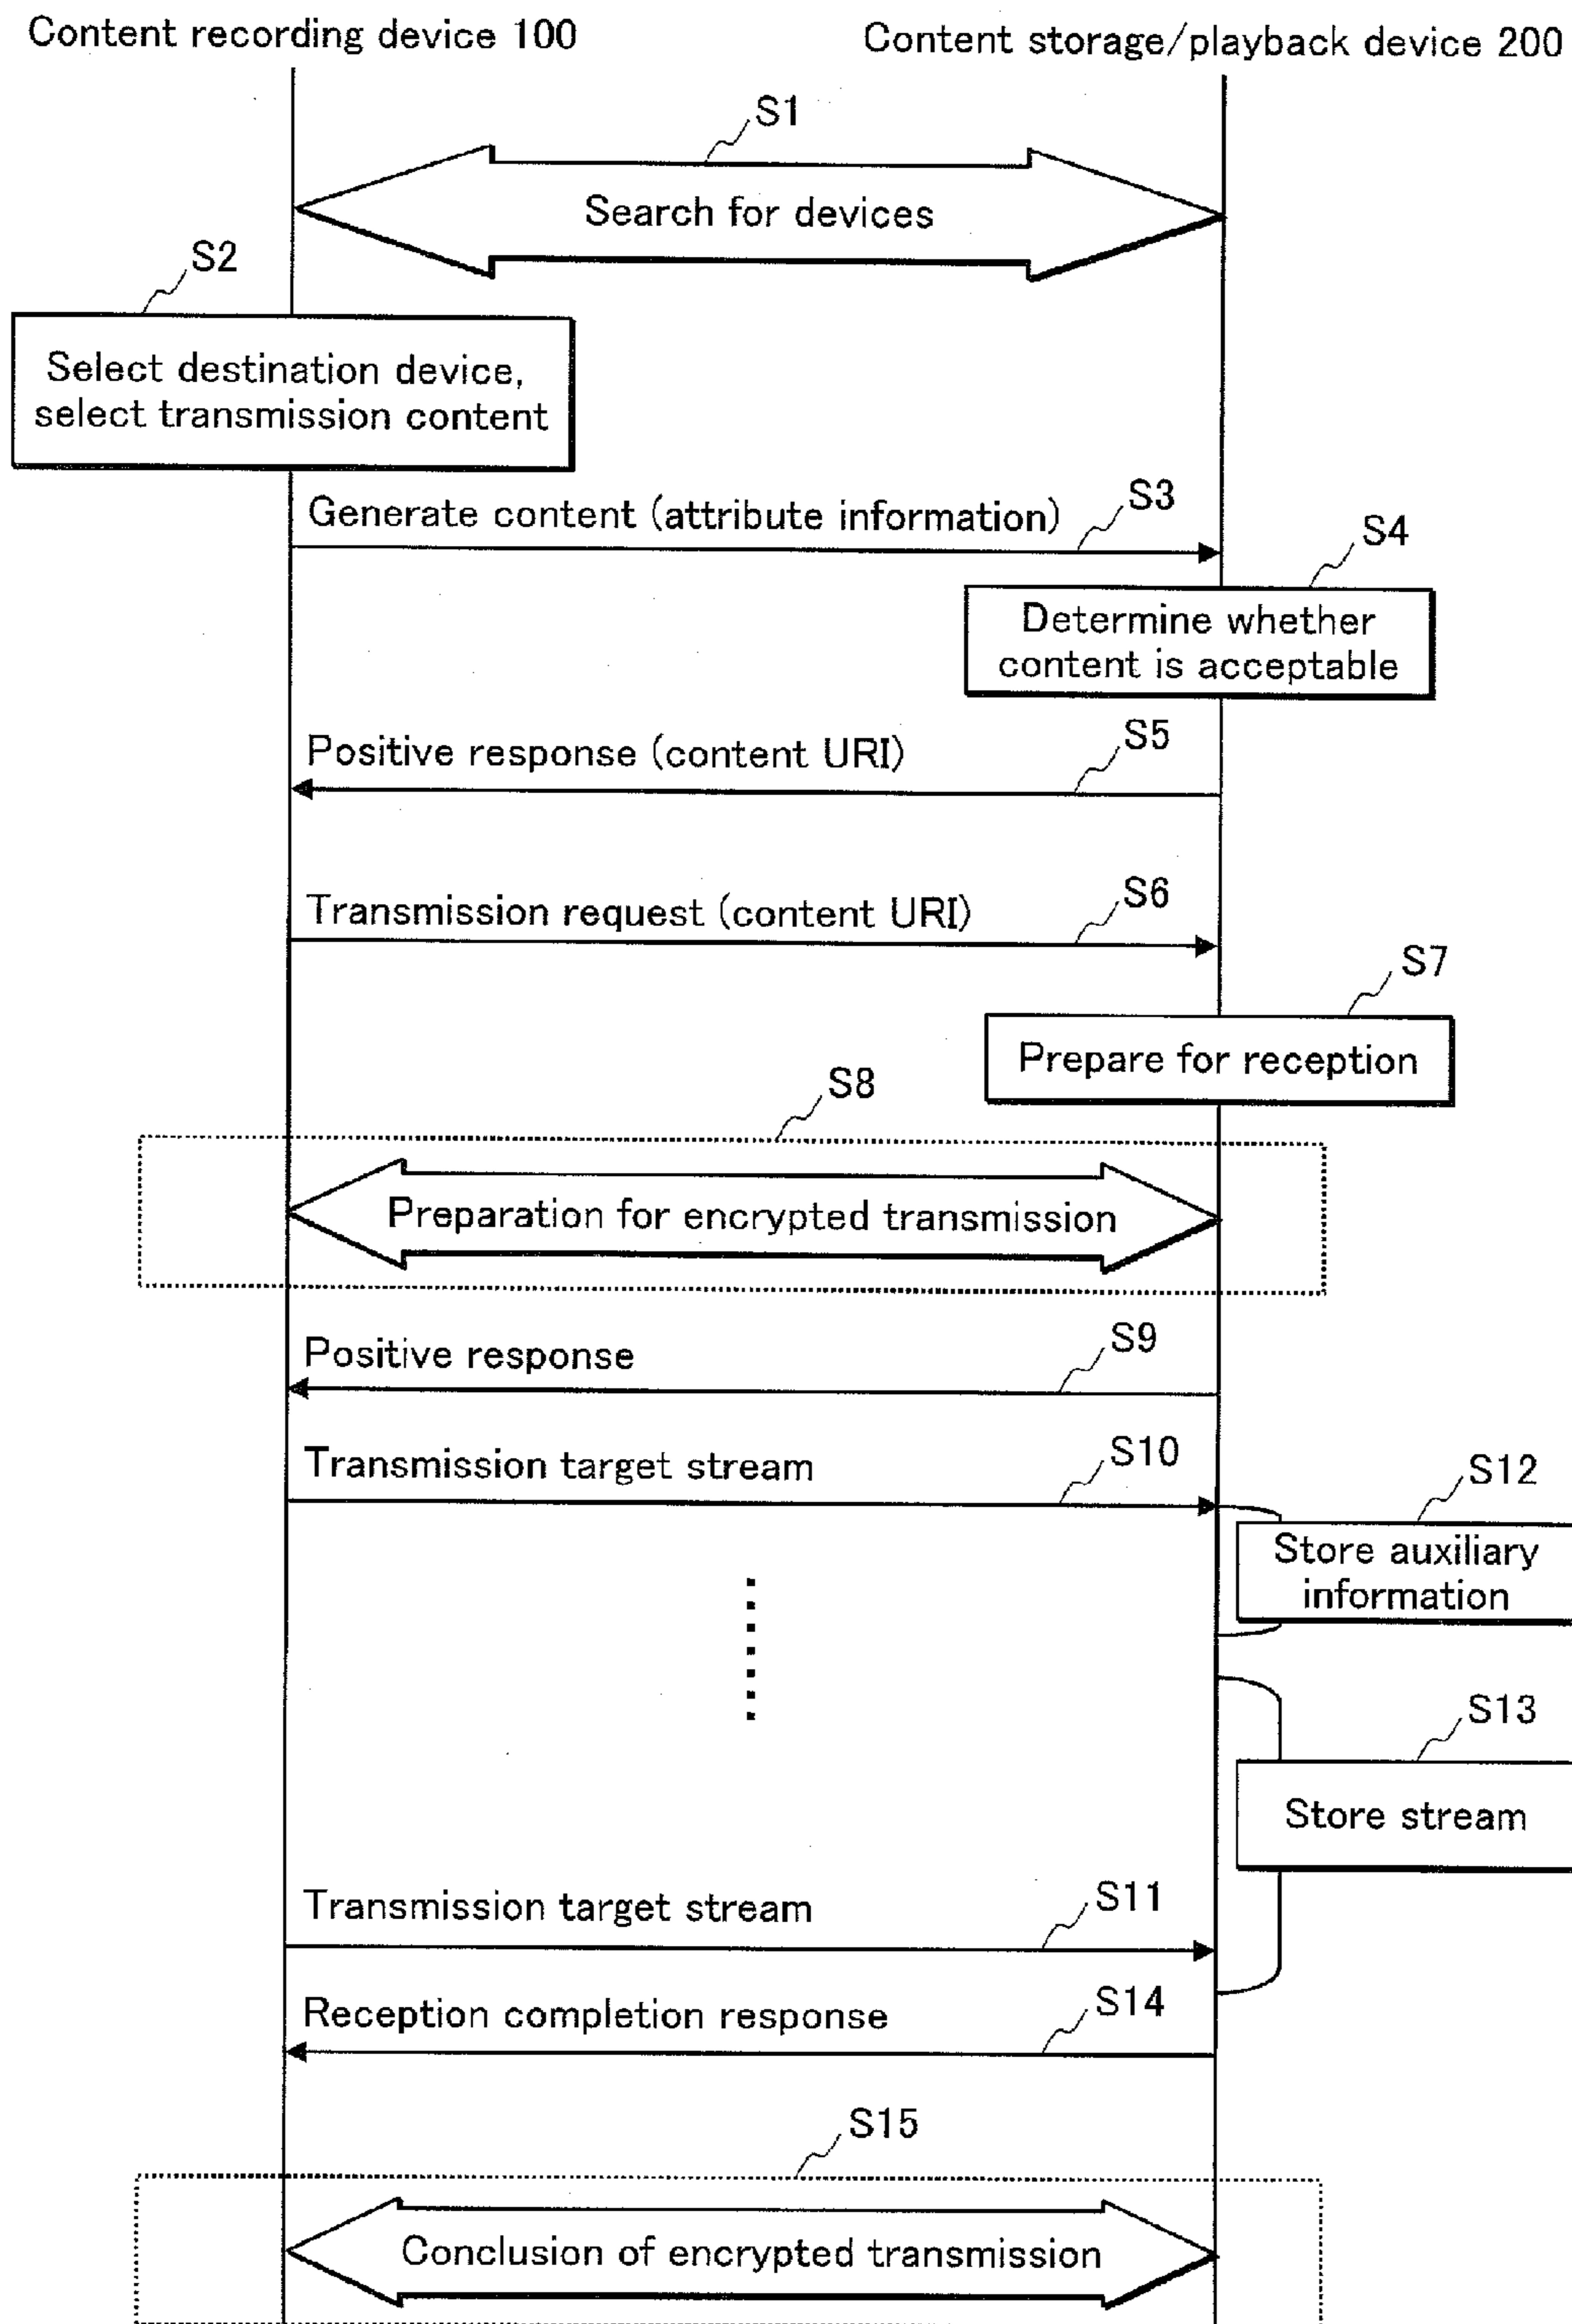 Content recording device 100
Content storage/playback device 200
S1
Search for devices
S2
Select destination device,
select transmission content
Generate content (attribute information)
S3
S4
Determine whether
content is acceptable
Positive response (content URI)
S5
Transmission request (content URI)
S6
S7
Prepare for reception
S8
Preparation for encrypted transmission
Positive response
S9
Transmission target stream
S10
S12
Store auxiliary
information
S13
Store stream
Transmission target stream
S11
Reception completion response
S14
S15
Conclusion of encrypted transmission